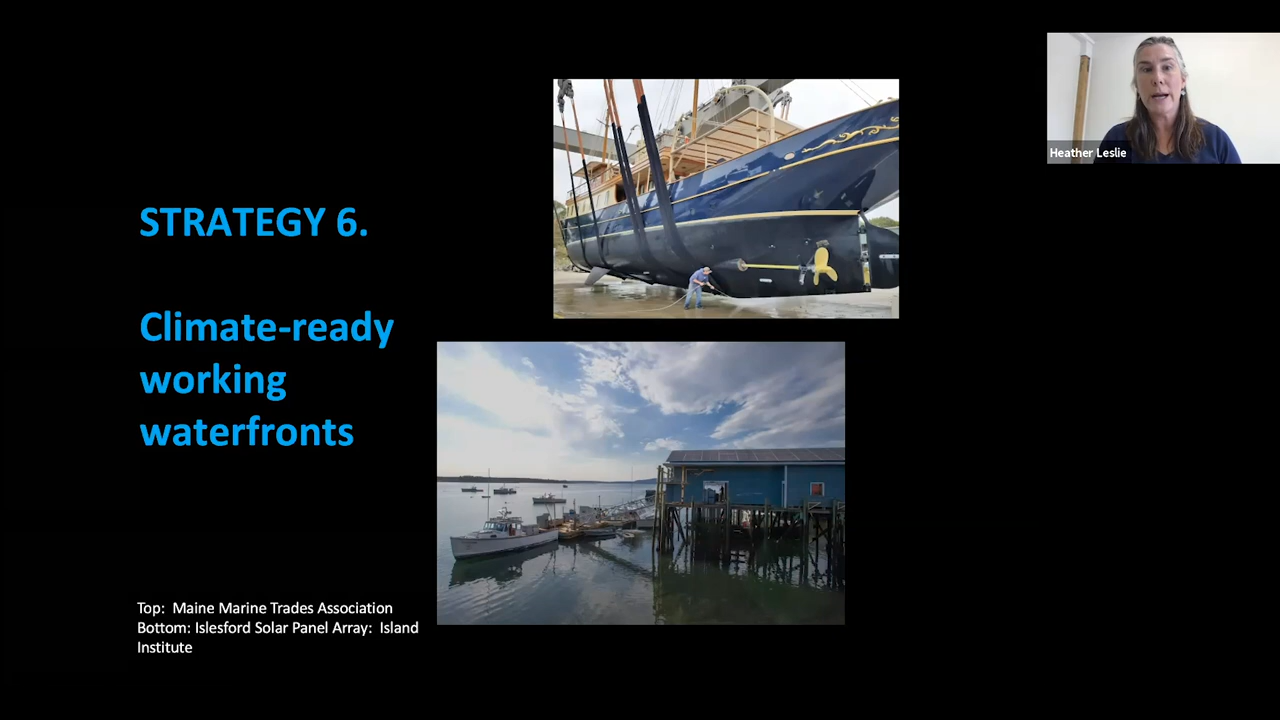 STRATEGY 6.
Climate-ready
working
waterfronts
Top:  Maine Marine Trades Association
Bottom: Islesford Solar Panel Array:  Island
Institute
Heather Leslie